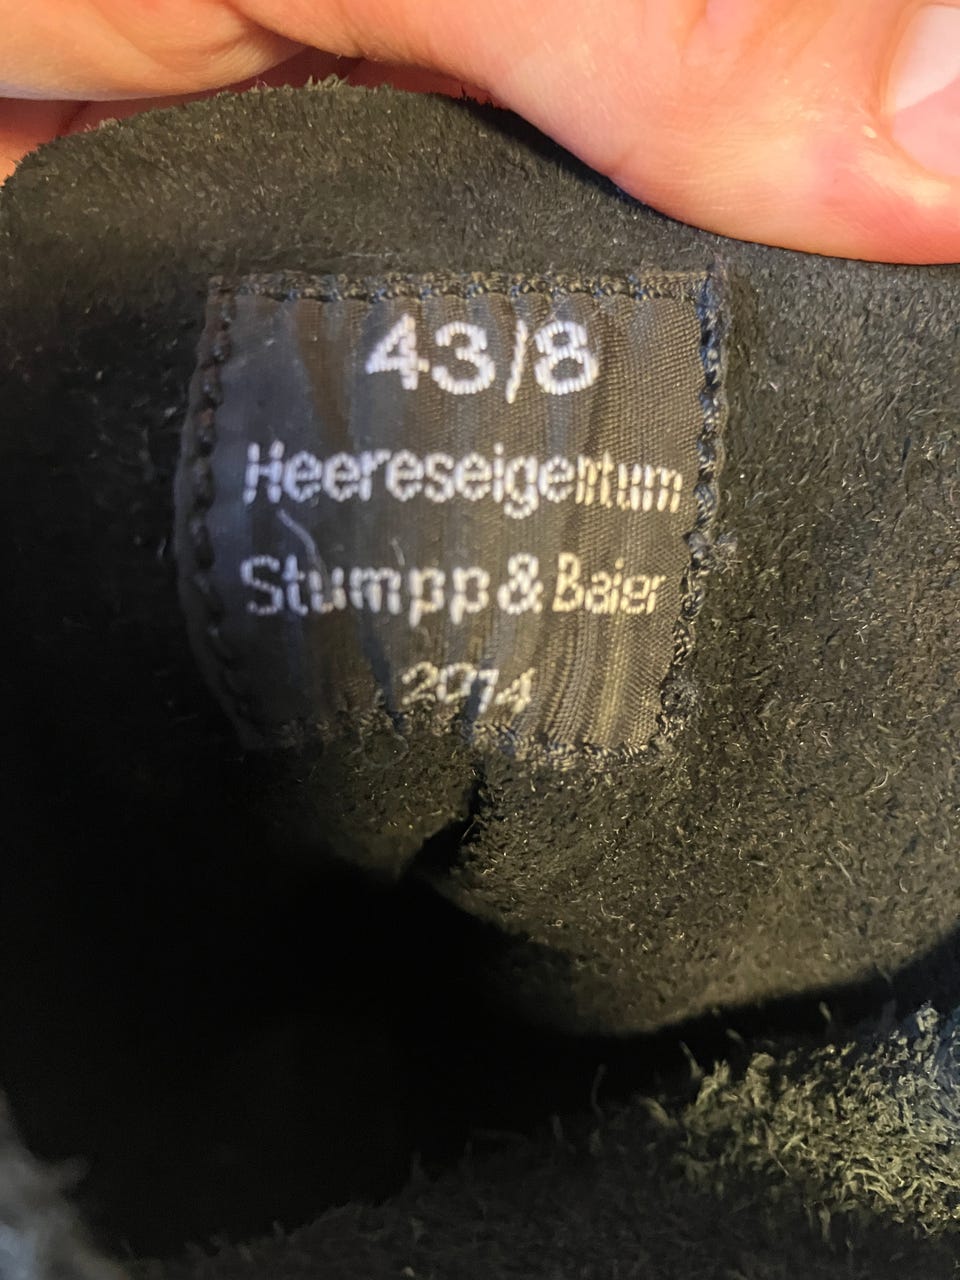 43/8
Heereseigentum
Stumpp & Baier
2014